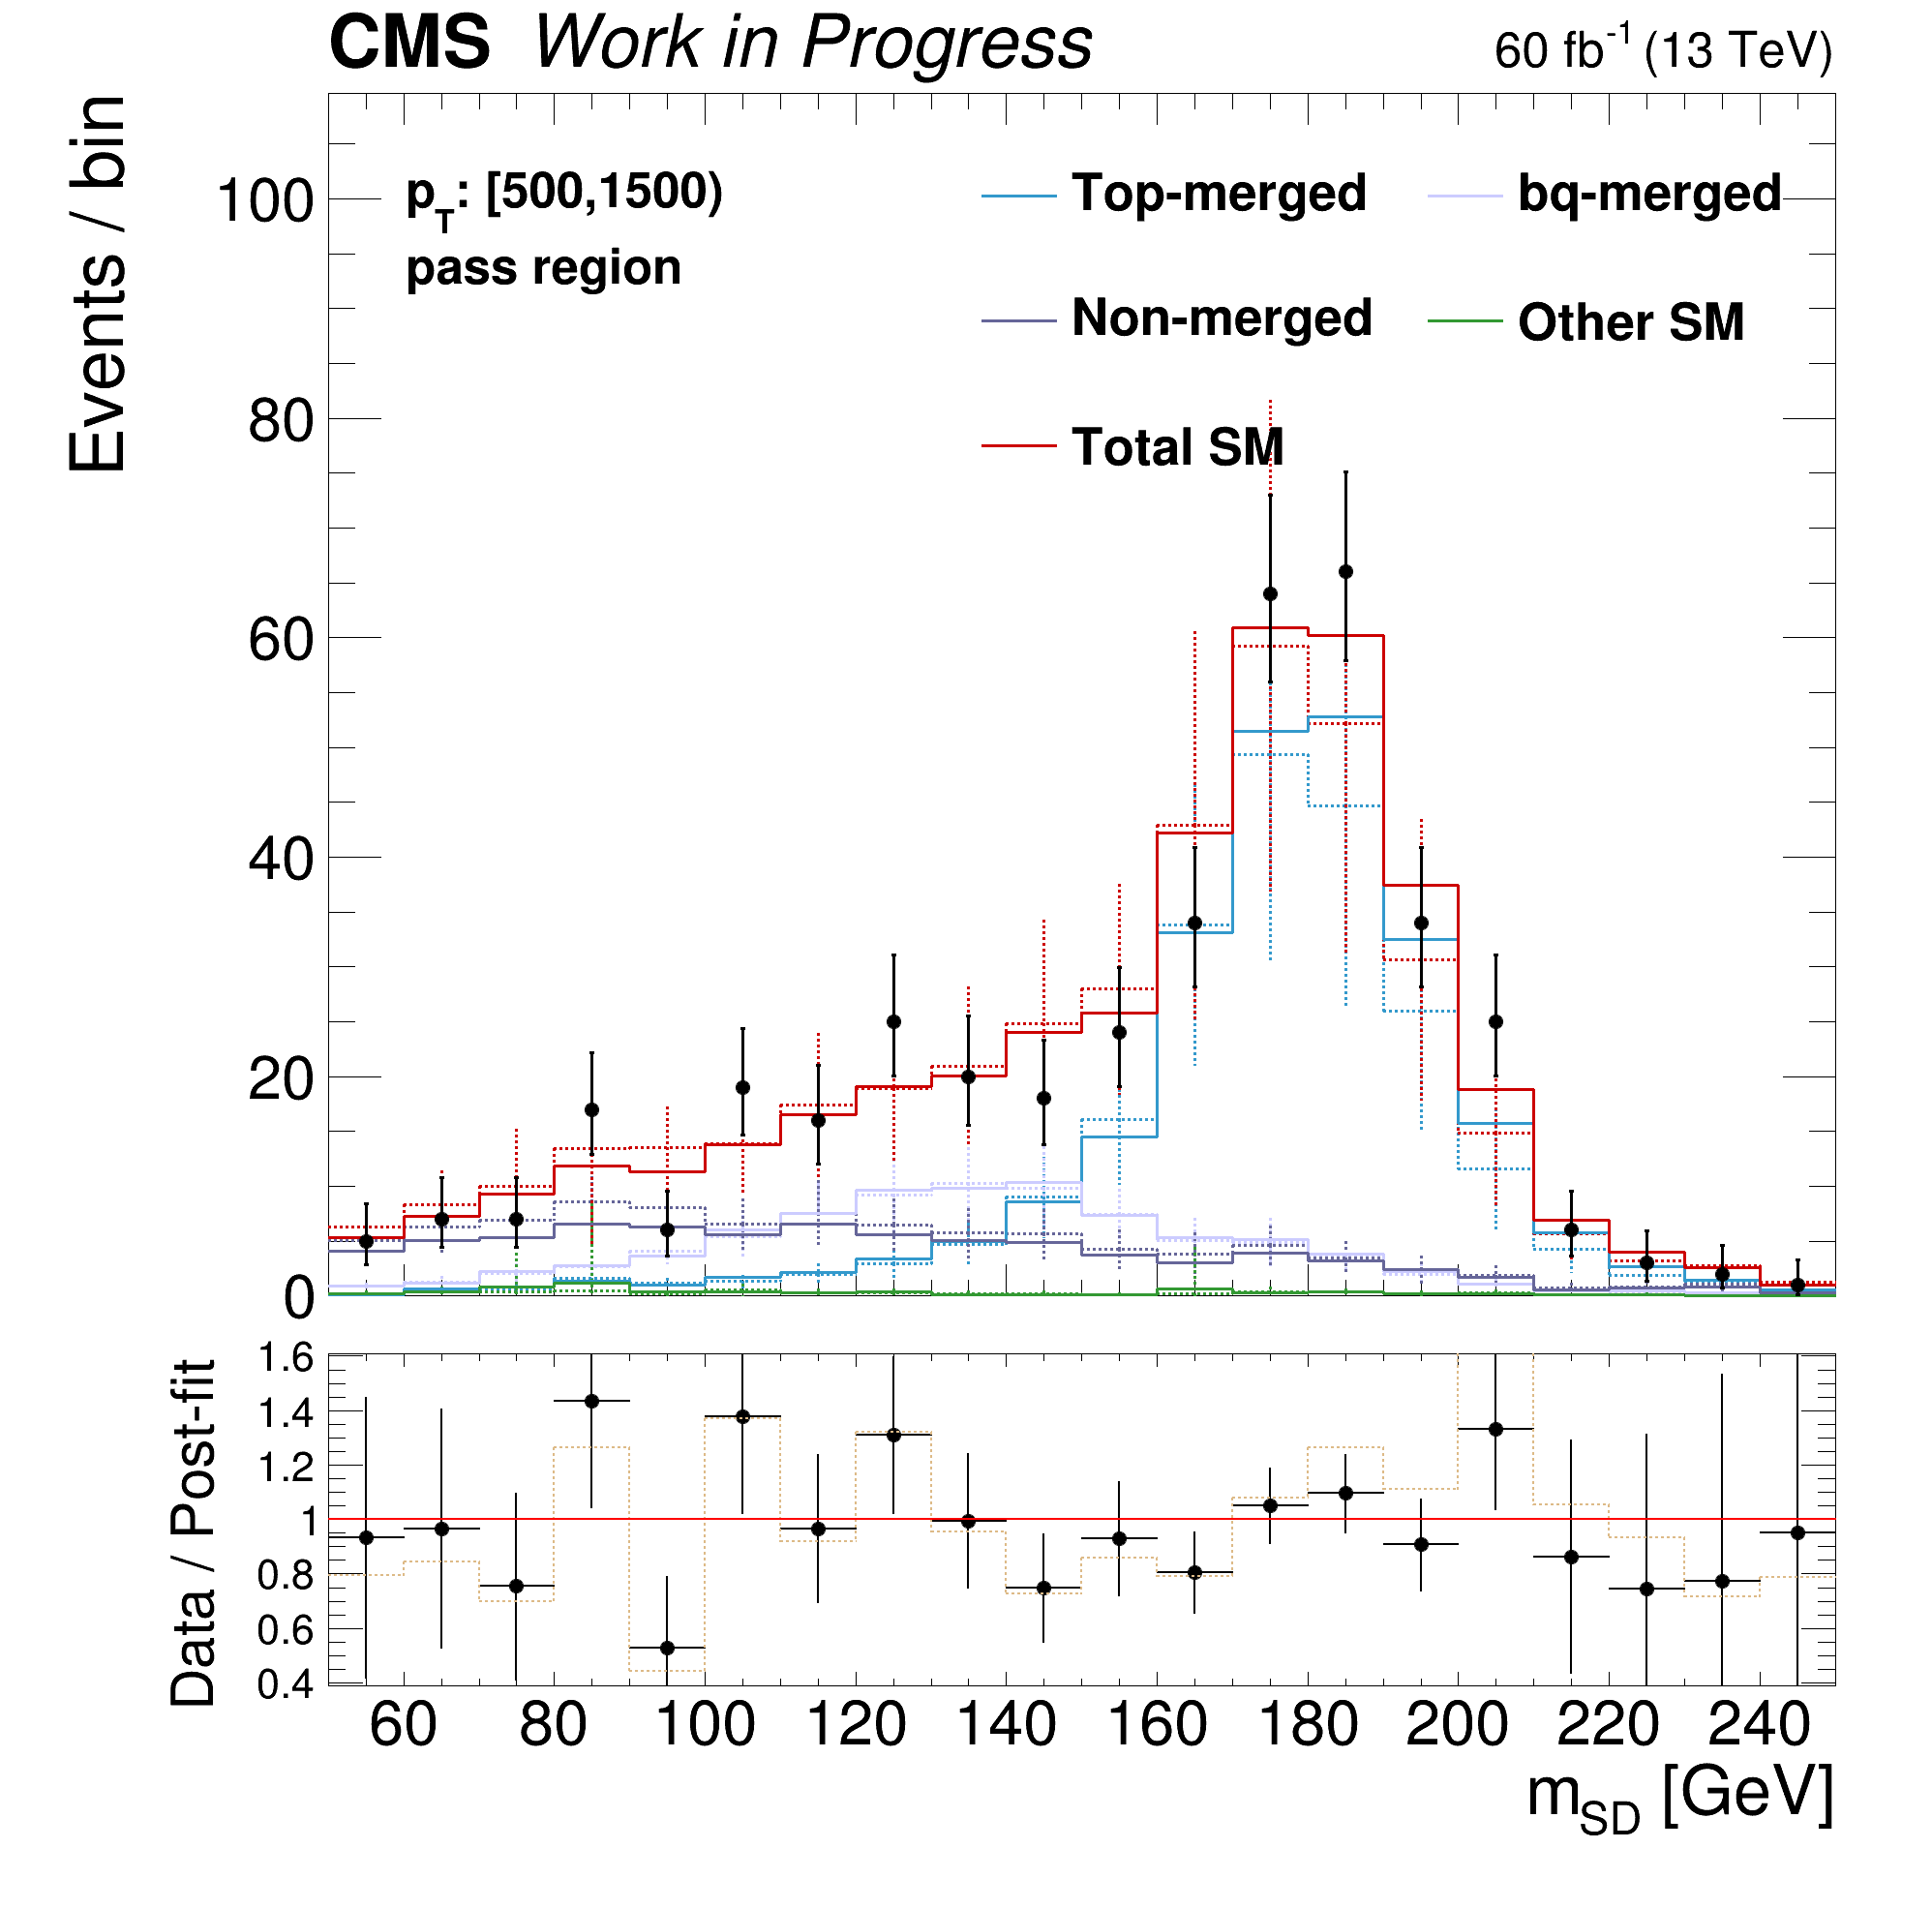 CMS Work in Progress 60 fb-1 (13 TeV)
Events / bin
pT: [500,1500)
pass region
Top-merged
bq-merged
Non-merged
Other SM
Total SM
100
80
60
40
20
0
Data / Post-fit
1.6
1.4
1.2
1
0.8
0.6
0.4
60 80 100 120 140 160 180 200 220 240
mSD [GeV]